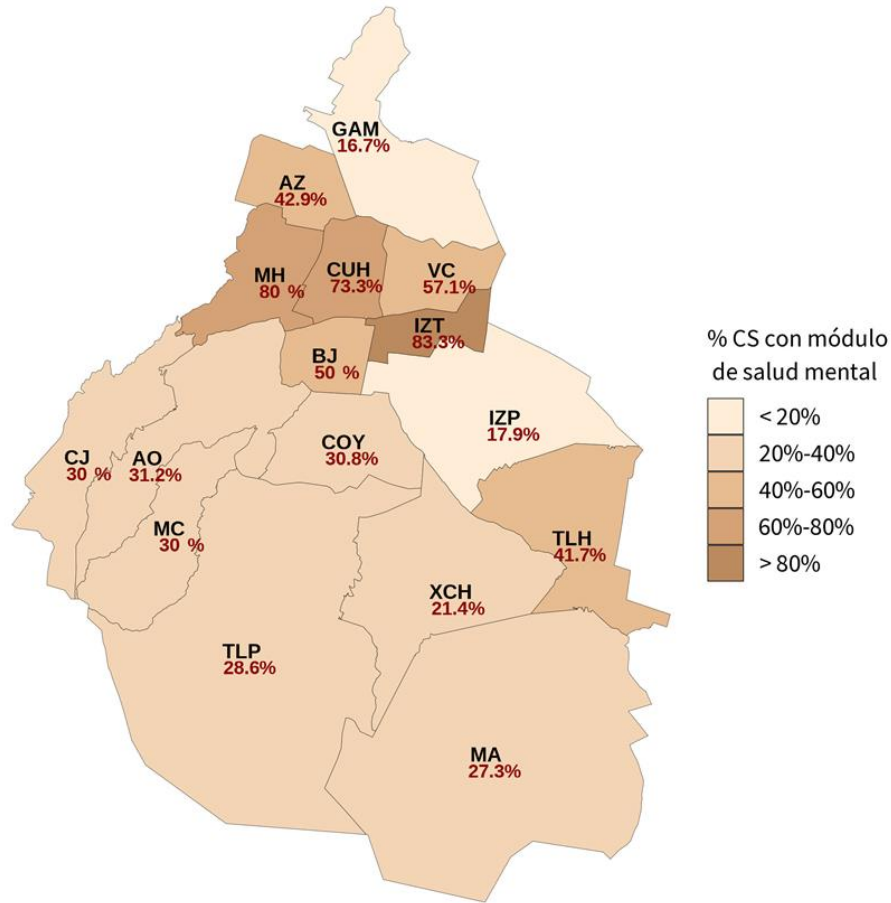 GAM
16.7%
AZ
42.9%
MH
80 %
CUH
73.3%
VC
57.1%
IZT
83.3%
BJ
50 %
IZP
17.9%
CJ
30 %
AO
31.2%
COY
30.8%
MC
30 %
TLH
41.7%
XCH
21.4%
TLP
28.6%
MA
27.3%
% CS con módulo
de salud mental
< 20%
20%-40%
40%-60%
60%-80%
> 80%